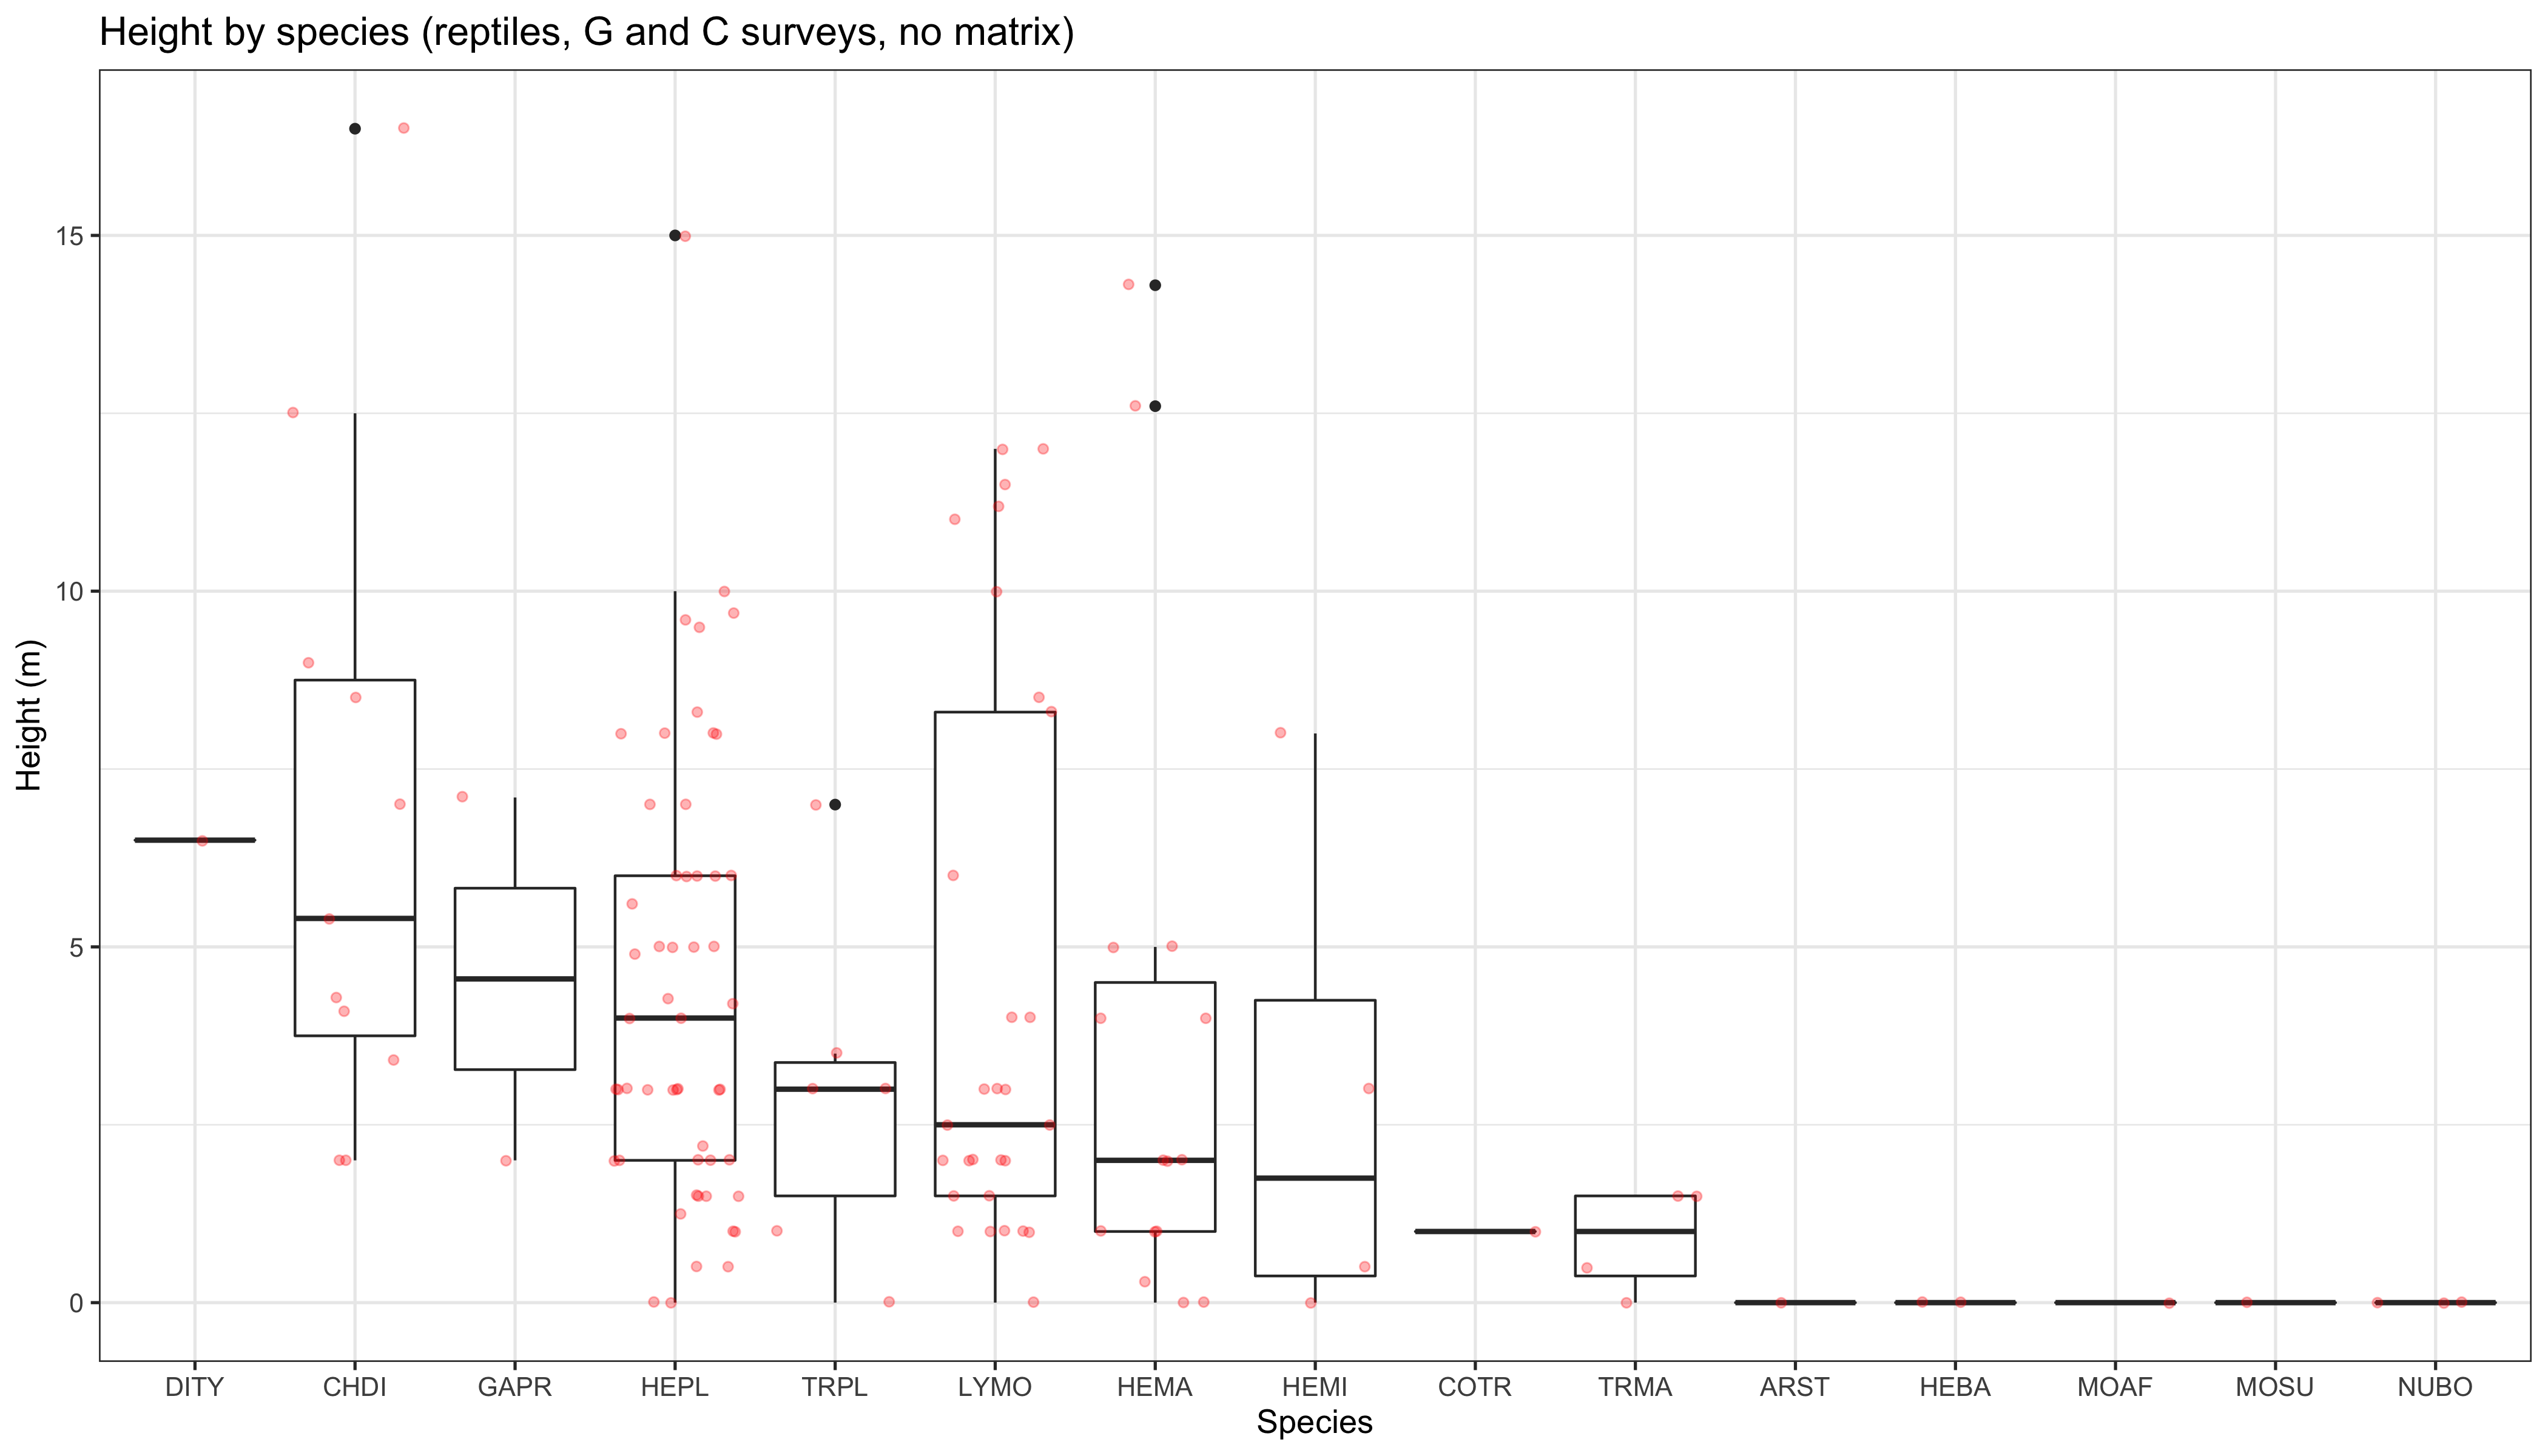 Height by species (reptiles, G and C surveys, no matrix)
Height (m)
15
10
5
0
DITY CHDI GAPR HEPL TRPL LYMO HEMA HEMI COTR TRMA ARST HEBA MOAF MOSU NUBO
Species